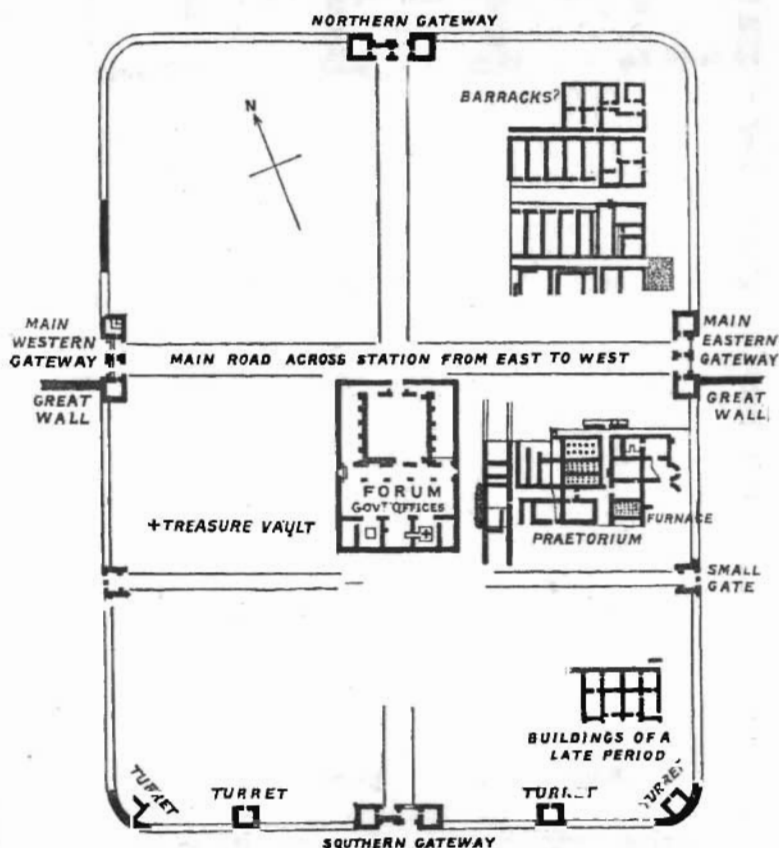 NORTHERN GATEWAY
N
BARRACKS?
MAIN
WESTERN
GATEWAY
MAIN ROAD ACROSS STATION FROM EAST TO WEST
MAIN
EASTERN
GATEWAY
GREAT
WALL
GREAT
WALL
FORUM
GOVT OFFICES
+TREASURE VAULT
FURNACE
PRAETORIUM
SMALL
GATE
BUILDINGS OF A
LATE PERIOD
TURRET
TURRET
TURRET
TURRET
SOUTHERN GATEWAY